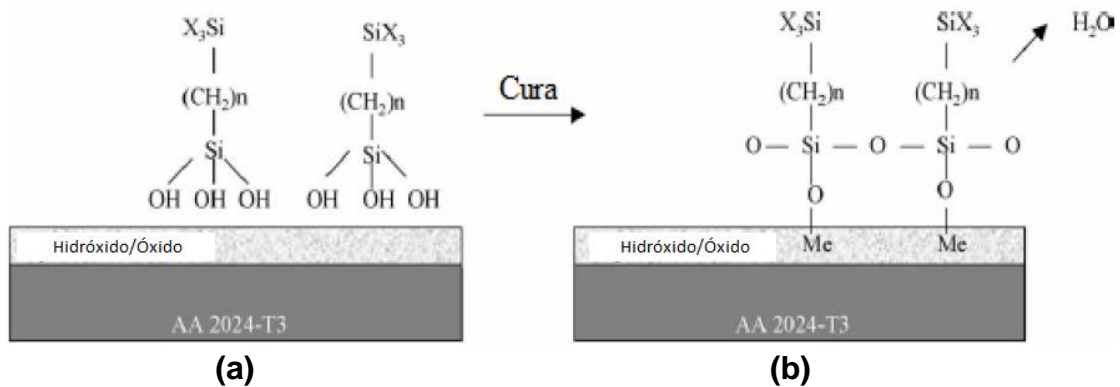 X₃Si SiX₃
(CH₂)n (CH₂)n
Si Si
OH OH OH OH OH OH
Hidróxido/Óxido
AA 2024-T3
(a)
Cura
X₃Si SiX₃ H₂O
(CH₂)n (CH₂)n
O — Si — O — Si — O
O O
Hidróxido/Óxido Me Me
AA 2024-T3
(b)